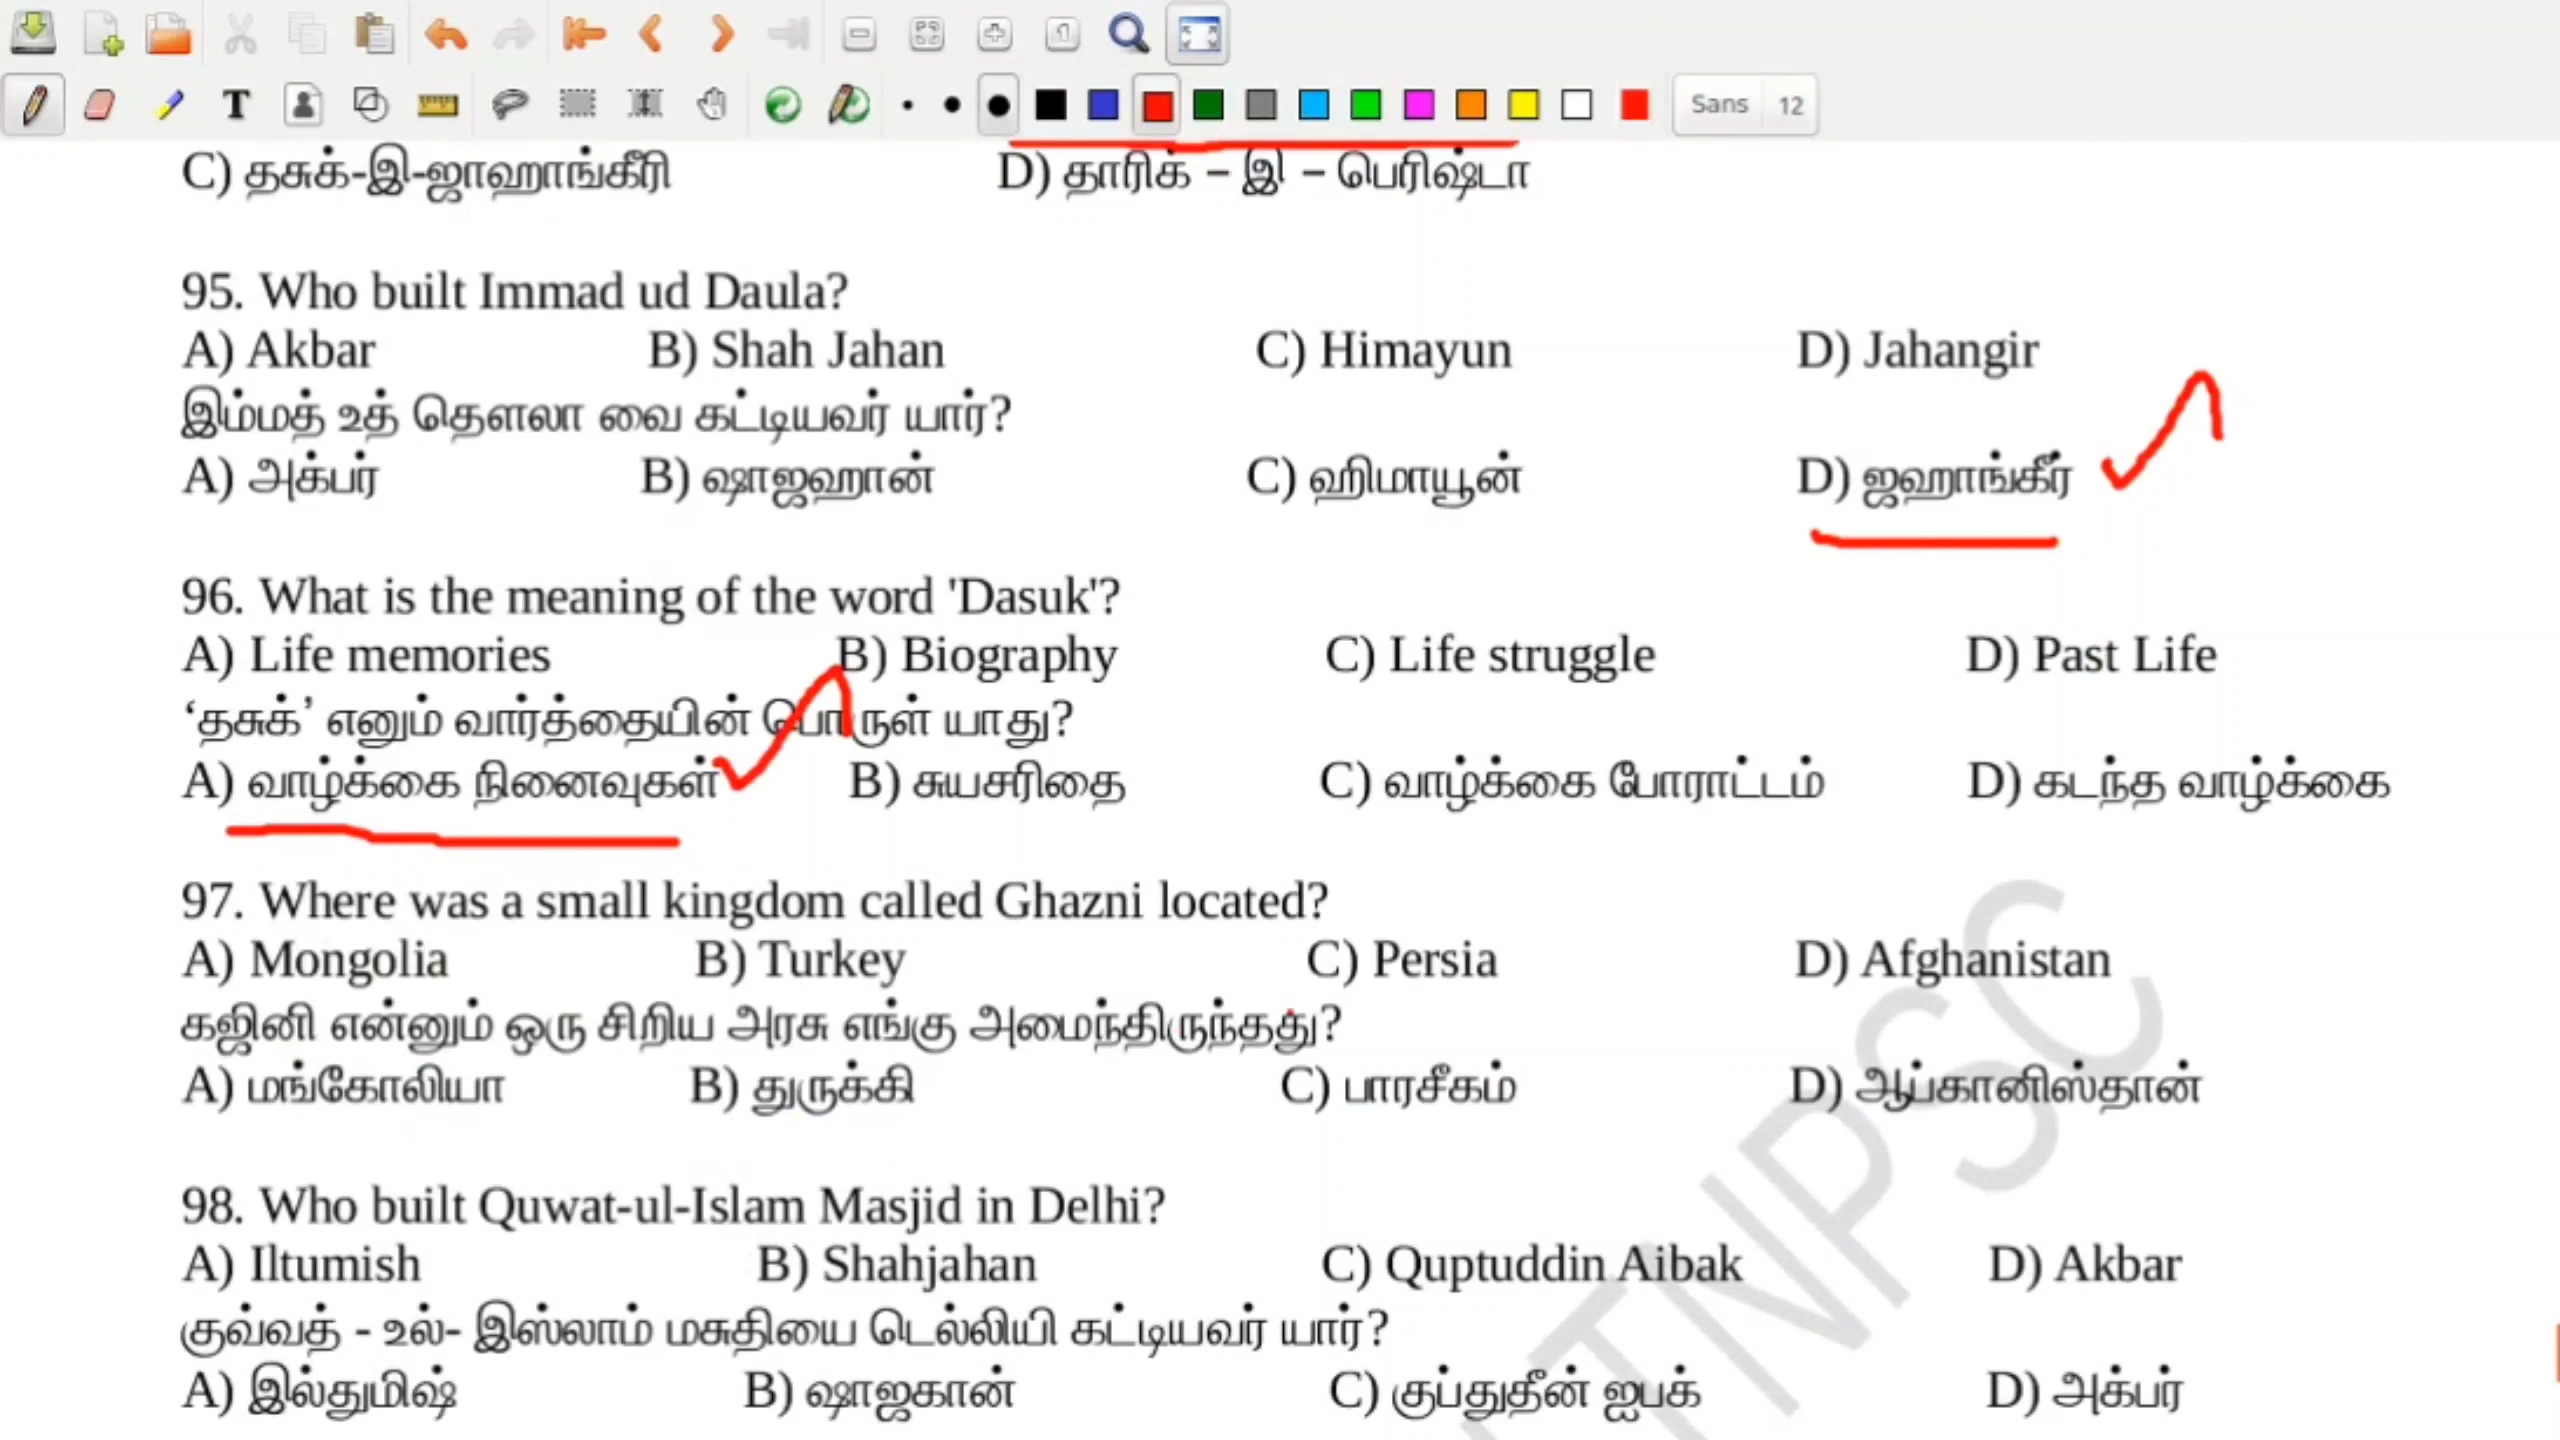 Sans 12
C) தசுக்-இ-ஜாஹாங்கீரி D) தாரிக் – இ – பெரிஷ்டா
95. Who built Immad ud Daula?
A) Akbar B) Shah Jahan C) Himayun D) Jahangir
இம்மத் உத் தௌலா வை கட்டியவர் யார்?
A) அக்பர் B) ஷாஜஹான் C) ஹிமாயூன் D) ஜஹாங்கீர்
96. What is the meaning of the word 'Dasuk'?
A) Life memories B) Biography C) Life struggle D) Past Life
‘தசுக்’ எனும் வார்த்தையின் பொருள் யாது?
A) வாழ்க்கை நினைவுகள் B) சுயசரிதை C) வாழ்க்கை போராட்டம் D) கடந்த வாழ்க்கை
97. Where was a small kingdom called Ghazni located?
A) Mongolia B) Turkey C) Persia D) Afghanistan
கஜினி என்னும் ஒரு சிறிய அரசு எங்கு அமைந்திருந்தது?
A) மங்கோலியா B) துருக்கி C) பாரசீகம் D) ஆப்கானிஸ்தான்
98. Who built Quwat-ul-Islam Masjid in Delhi?
A) Iltumish B) Shahjahan C) Quptuddin Aibak D) Akbar
குவ்வத் - உல்- இஸ்லாம் மசுதியை டெல்லியி கட்டியவர் யார்?
A) இல்துமிஷ் B) ஷாஜகான் C) குப்துதீன் ஐபக் D) அக்பர்
TNPSC